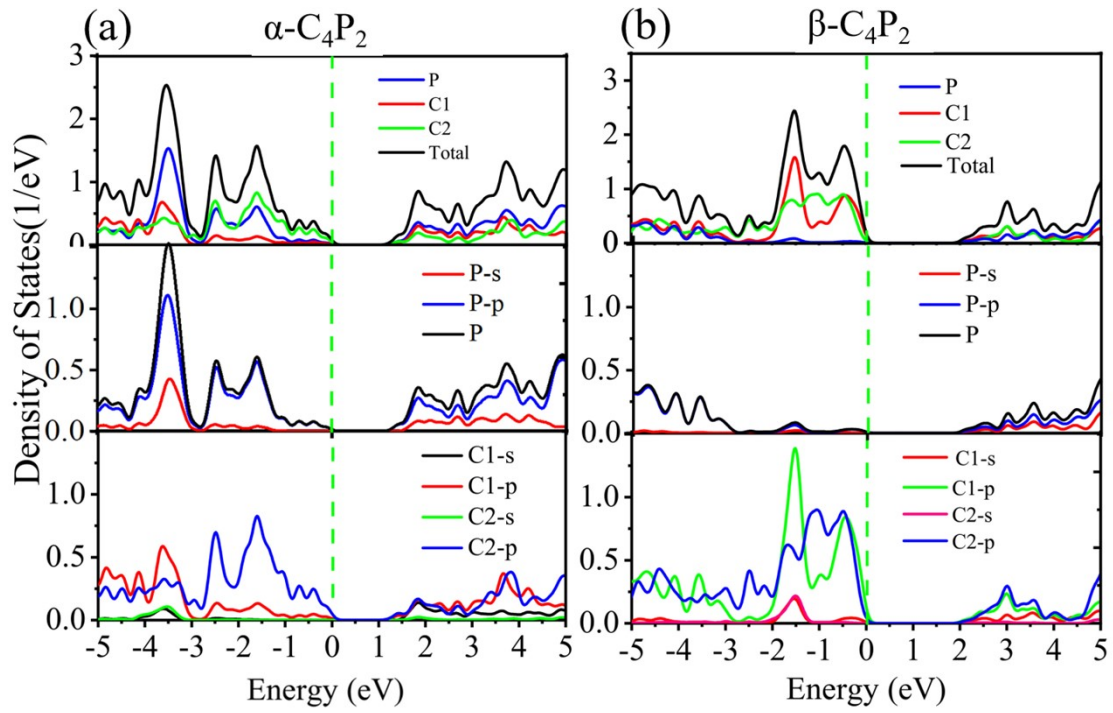 (a)
α-C₄P₂
3
2
1
0
P
C1
C2
Total
1.0
0.5
0.0
P-s
P-p
P
1.0
0.5
0.0
C1-s
C1-p
C2-s
C2-p
-5 -4 -3 -2 -1 0 1 2 3 4 5
Energy (eV)
Density of States(1/eV)
(b)
β-C₄P₂
3
2
1
0
P
C1
C2
Total
1.0
0.5
0.0
P-s
P-p
P
1.0
0.5
0.0
C1-s
C1-p
C2-s
C2-p
-5 -4 -3 -2 -1 0 1 2 3 4 5
Energy (eV)